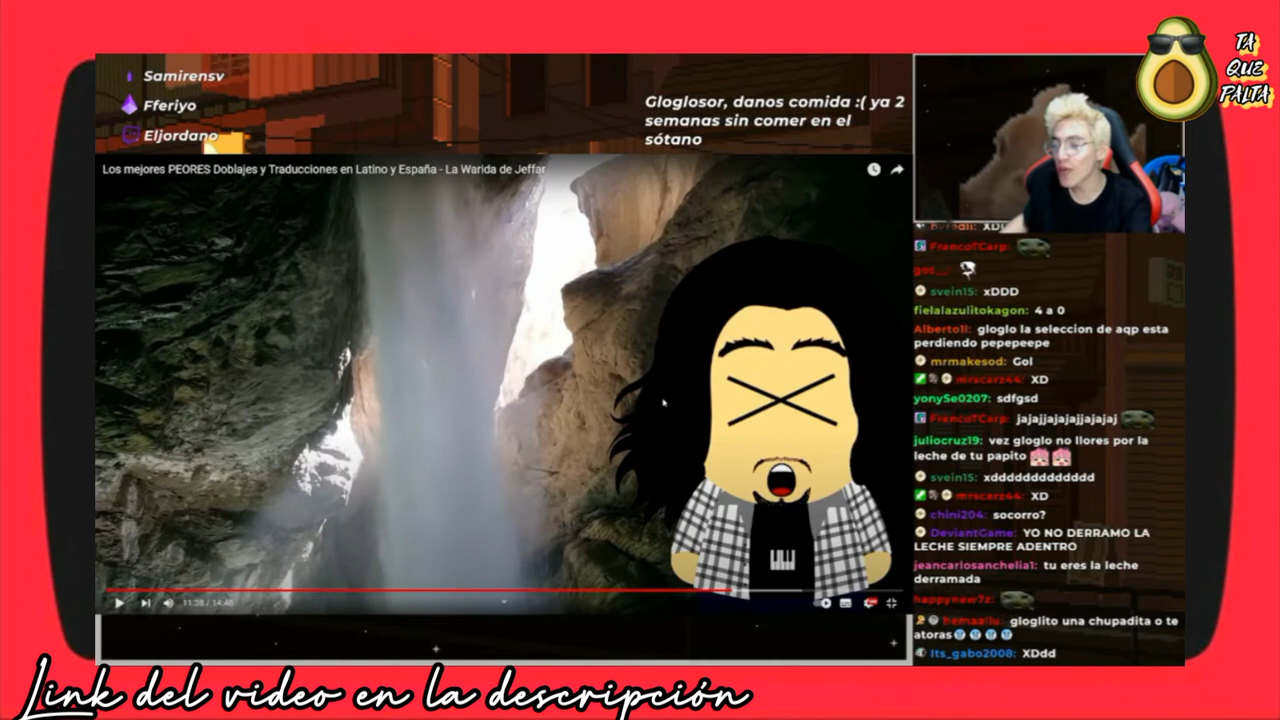 TA
QUE
PALTA
Samirensv
Fferiyo
Eljordano
Gloglosor, danos comida :( ya 2
semanas sin comer en el
sótano
Los mejores PEORES Doblajes y Traducciones en Latino y España - La Warida de Jeffar
FrancoTCarp:
gos__:
svein15: xDDD
fielalazulitokagon: 4 a 0
Alberto1l: gloglo la seleccion de aqp esta
perdiendo pepepeepe
mrmakesod: Gol
mrscarz44: XD
yonySe0207: sdfgsd
FrancoTCarp: jajajjajajajjajajaj
juliocruz19: vez gloglo no llores por la
leche de tu papito
svein15: xddddddddddddd
mrscarz44: XD
chini204: socorro?
DeviantGame: YO NO DERRAMO LA
LECHE SIEMPRE ADENTRO
jeancarlosanchelia1: tu eres la leche
derramada
happynew7z:
gloglito una chupadita o te
atoras
Its_gabo2008: XDdd
11:38 / 14:46
Link del video en la descripción